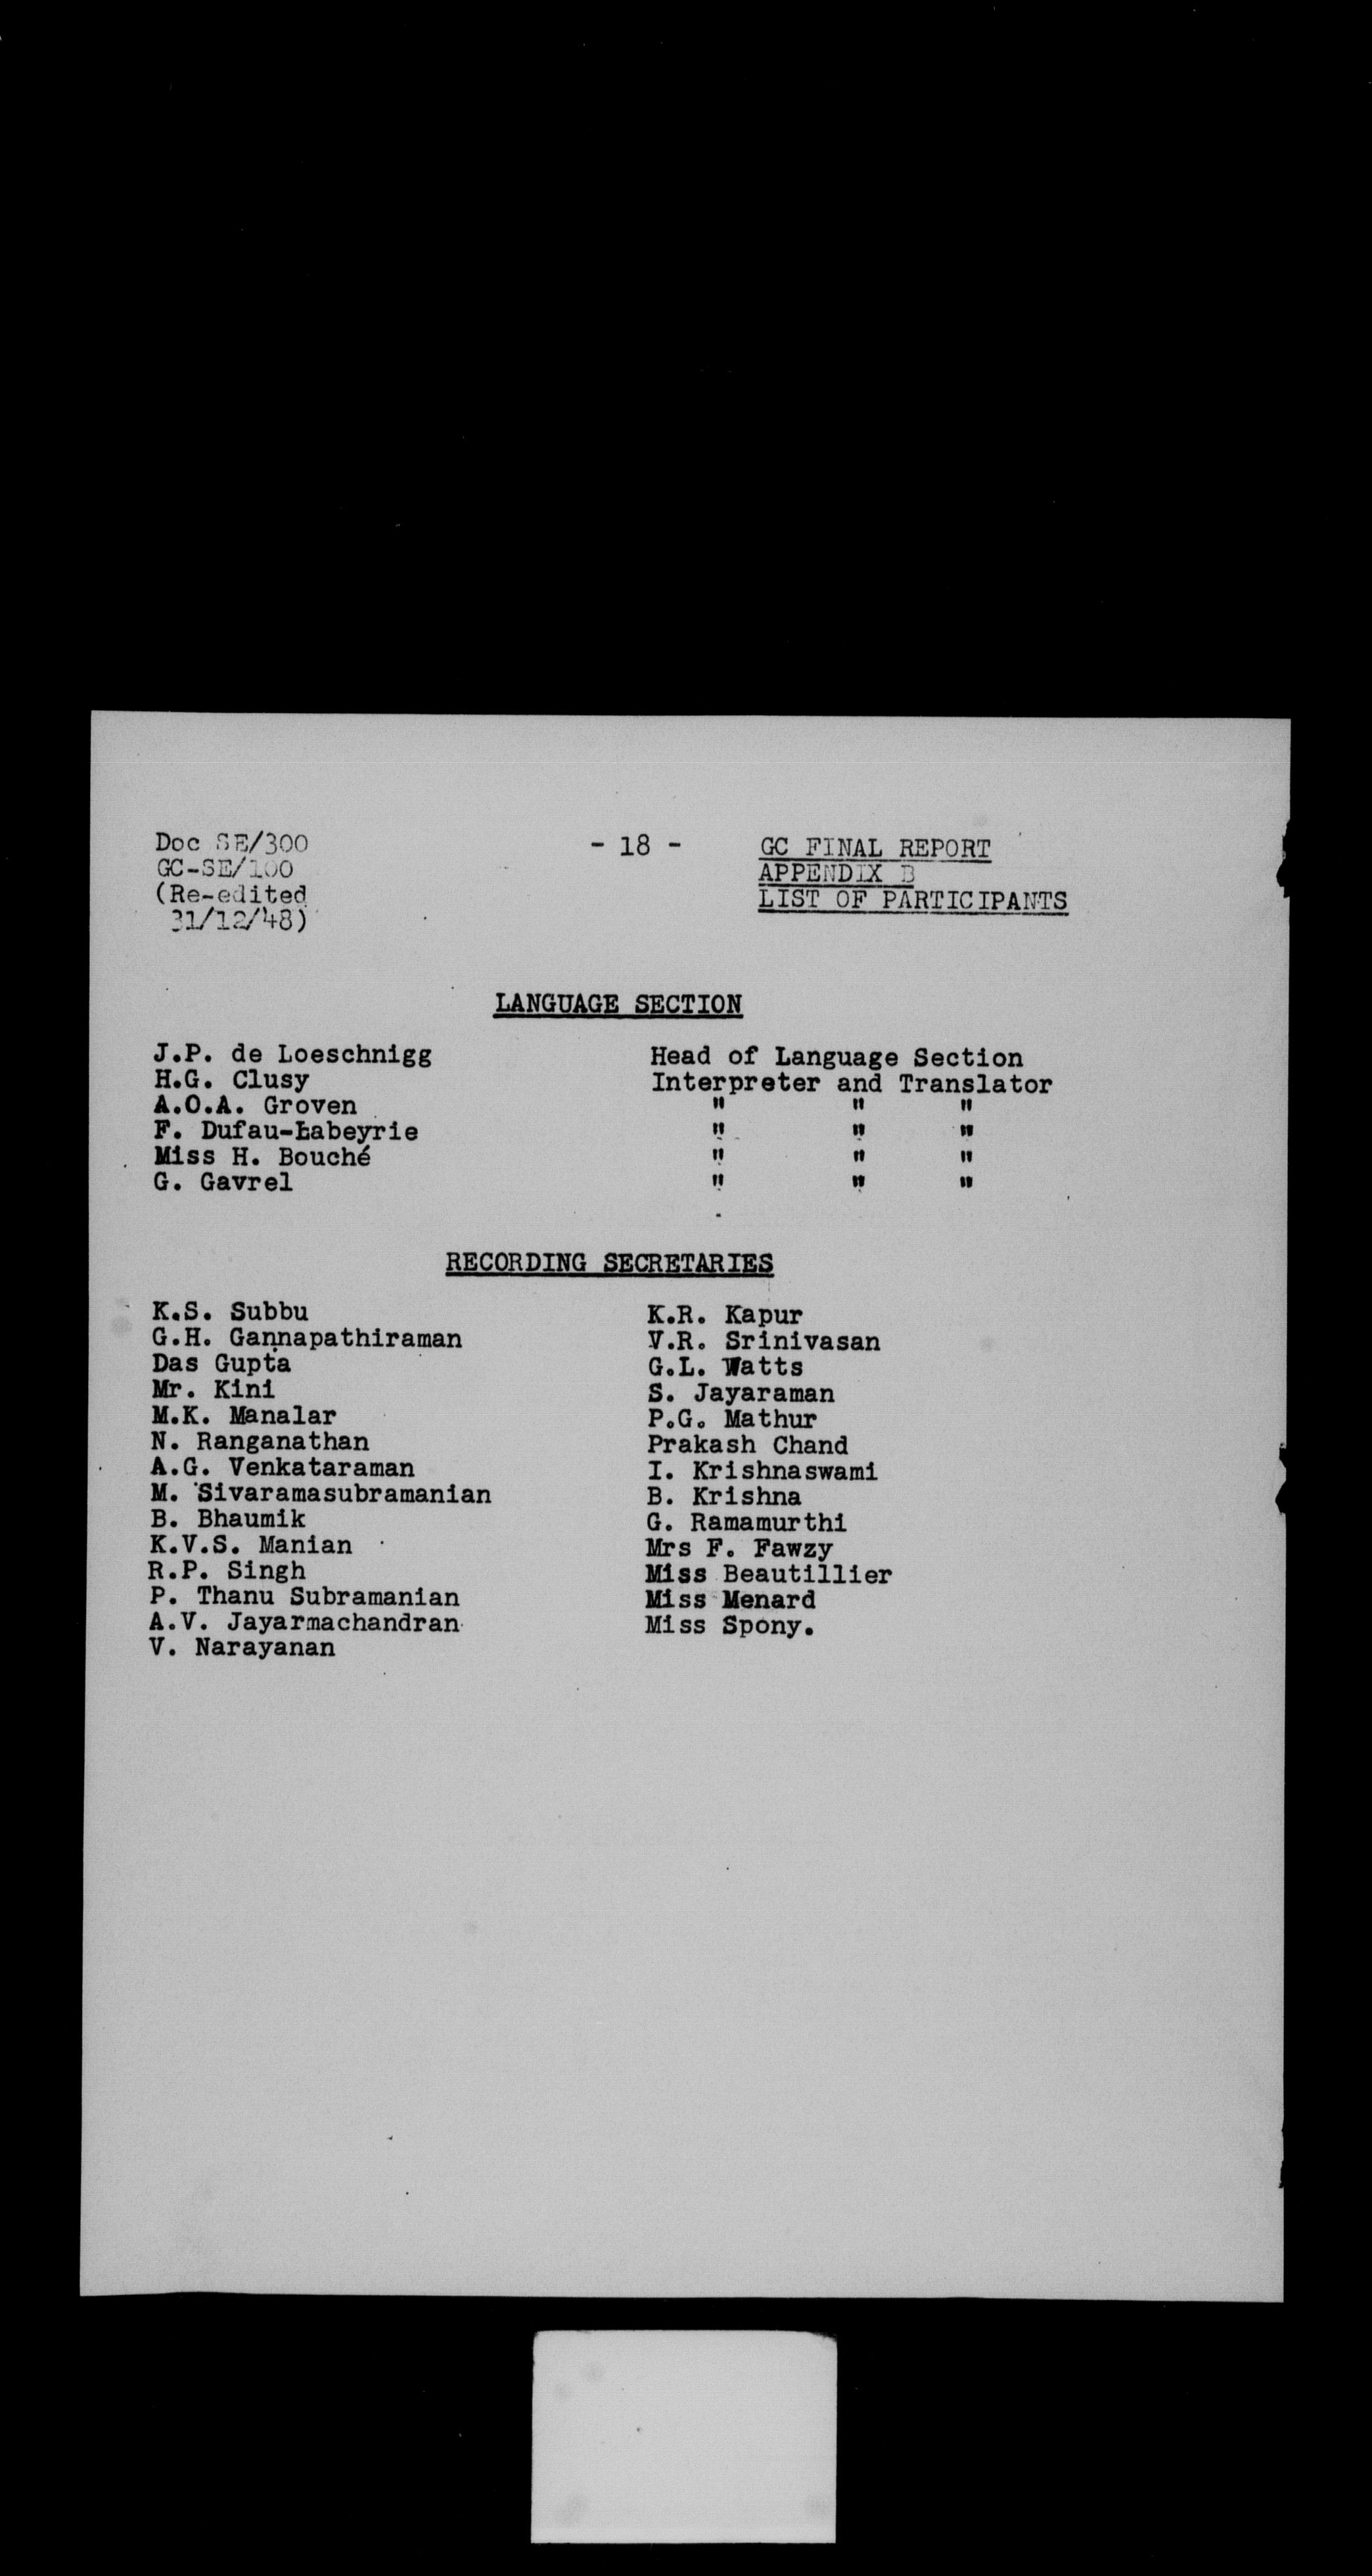 Doc SE/300
GC-SE/100
(Re-edited
31/12/48)
- 18 -
GC FINAL REPORT
APPENDIX B
LIST OF PARTICIPANTS
LANGUAGE SECTION
J.P. de Loeschnigg Head of Language Section
H.G. Clusy Interpreter and Translator
A.O.A. Groven " " "
F. Dufau-Labeyrie " " "
Miss H. Bouché " " "
G. Gavrel " " "
RECORDING SECRETARIES
K.S. Subbu
G.H. Gannapathiraman
Das Gupta
Mr. Kini
M.K. Manalar
N. Ranganathan
A.G. Venkataraman
M. Sivaramasubramanian
B. Bhaumik
K.V.S. Manian
R.P. Singh
P. Thanu Subramanian
A.V. Jayarmachandran
V. Narayanan
K.R. Kapur
V.R. Srinivasan
G.L. Watts
S. Jayaraman
P.G. Mathur
Prakash Chand
I. Krishnaswami
B. Krishna
G. Ramamurthi
Mrs F. Fawzy
Miss Beautillier
Miss Menard
Miss Spony.